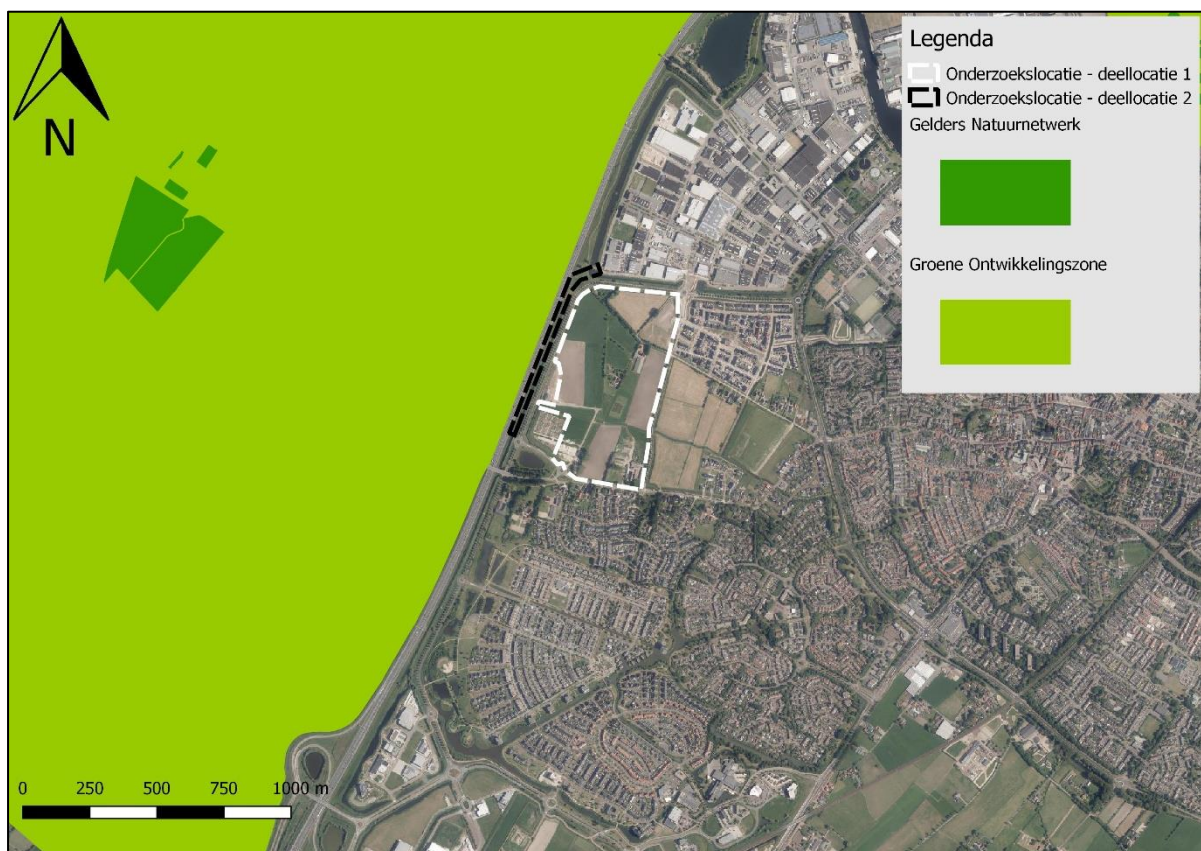 N
Legenda
Onderzoekslocatie - deellocatie 1
Onderzoekslocatie - deellocatie 2
Gelders Natuurnetwerk
Groene Ontwikkelingszone
0 250 500 750 1000 m